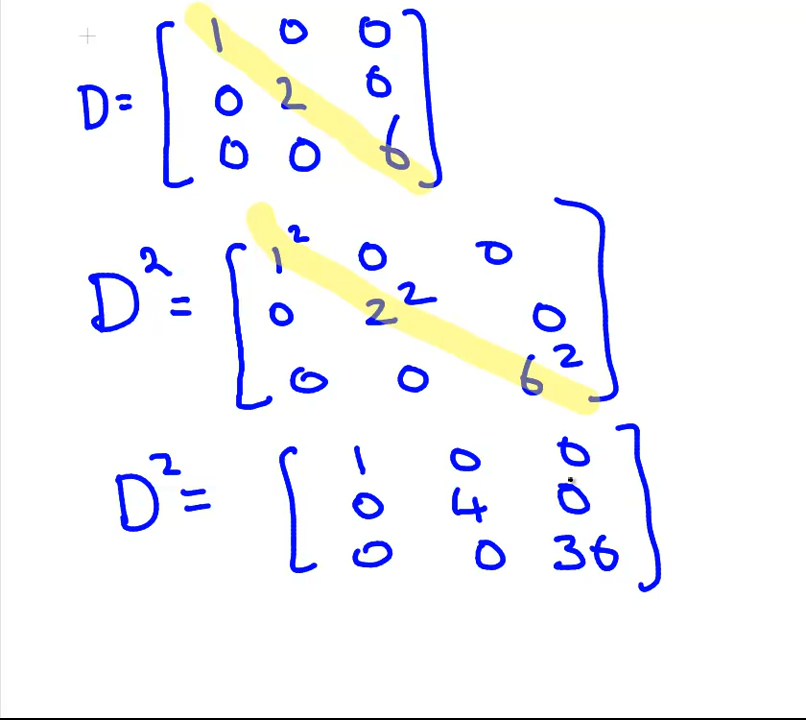 D = [ 1 0 0
0 2 0
0 0 6 ]
D² = [ 1² 0 0
0 2² 0
0 0 6² ]
D² = [ 1 0 0
0 4 0
0 0 36 ]